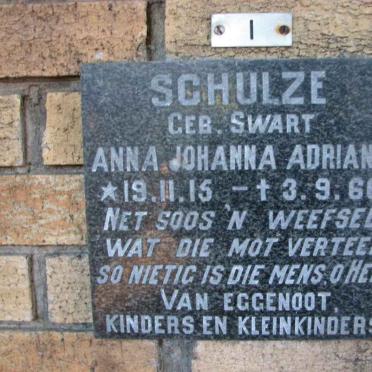 1
SCHULZE
GEB. SWART
ANNA JOHANNA ADRIAN
*19.11.15 - †3.9.6
NET SOOS 'N WEEFSEL
WAT DIE MOT VERTEE
SO NIETIG IS DIE MENS. O HE
VAN EGGENOOT,
KINDERS EN KLEINKINDERS